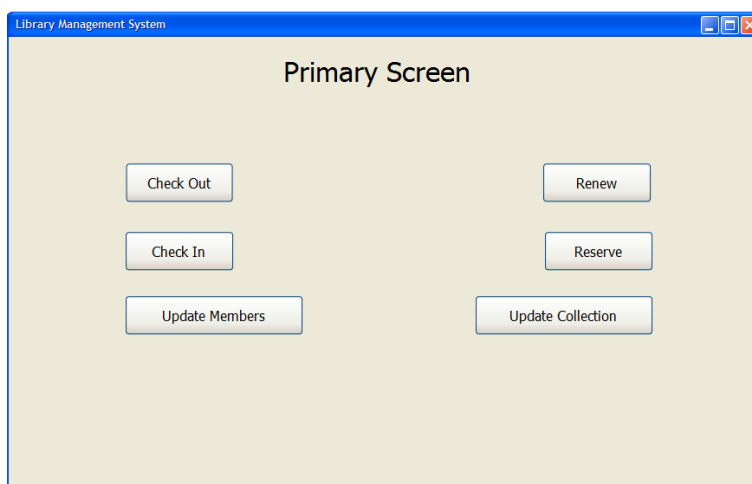 Library Management System
Primary Screen
Check Out
Renew
Check In
Reserve
Update Members
Update Collection